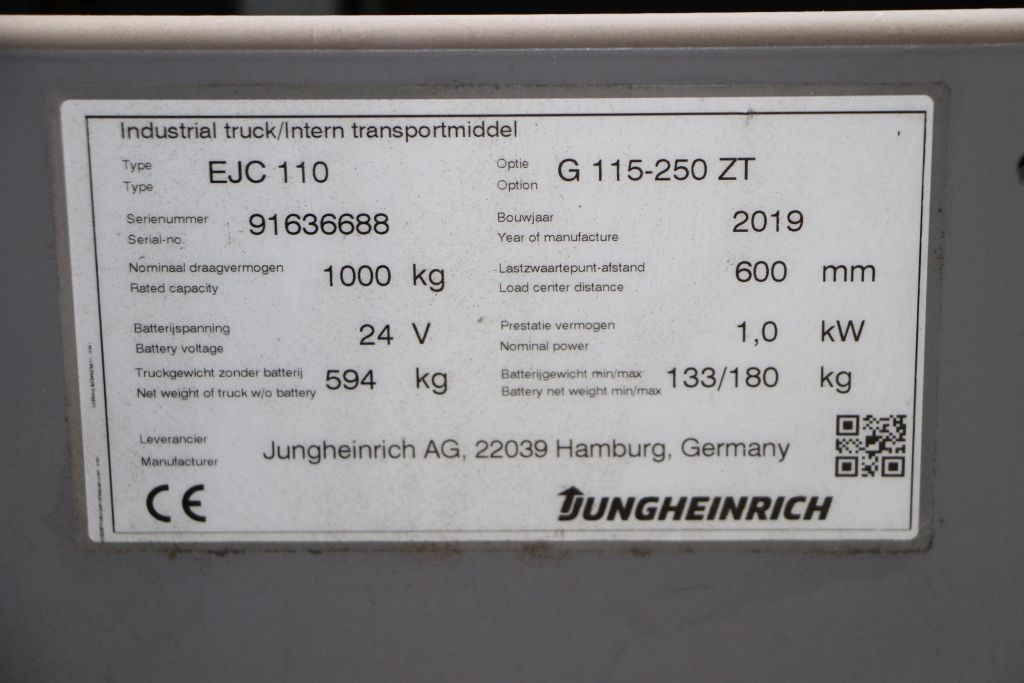 Industrial truck/Intern transportmiddel
Type
Type
EJC 110
Optie
Option
G 115-250 ZT
Serienummer
Serial-no.
91636688
Bouwjaar
Year of manufacture
2019
Nominaal draagvermogen
Rated capacity
1000 kg
Lastzwaartepunt-afstand
Load center distance
600 mm
Batterijspanning
Battery voltage
24 V
Prestatie vermogen
Nominal power
1,0 kW
Truckgewicht zonder batterij
Net weight of truck w/o battery
594 kg
Batterijgewicht min/max
Battery net weight min/max
133/180 kg
Leverancier
Manufacturer
Jungheinrich AG, 22039 Hamburg, Germany
CE
JUNGHEINRICH